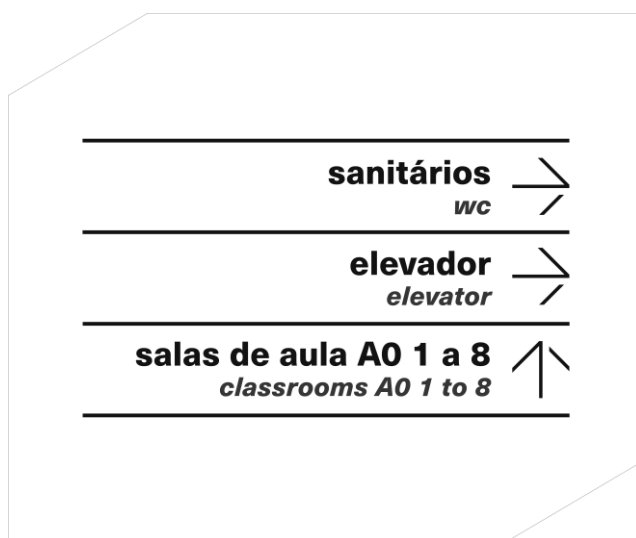 sanitários
wc
elevador
elevator
salas de aula A0 1 a 8
classrooms A0 1 to 8